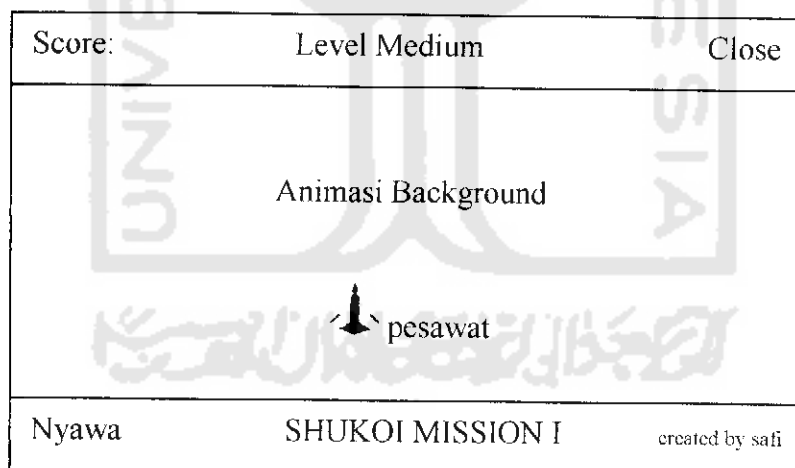 Score: Level Medium Close
Animasi Background
pesawat
Nyawa SHUKOI MISSION I created by safi